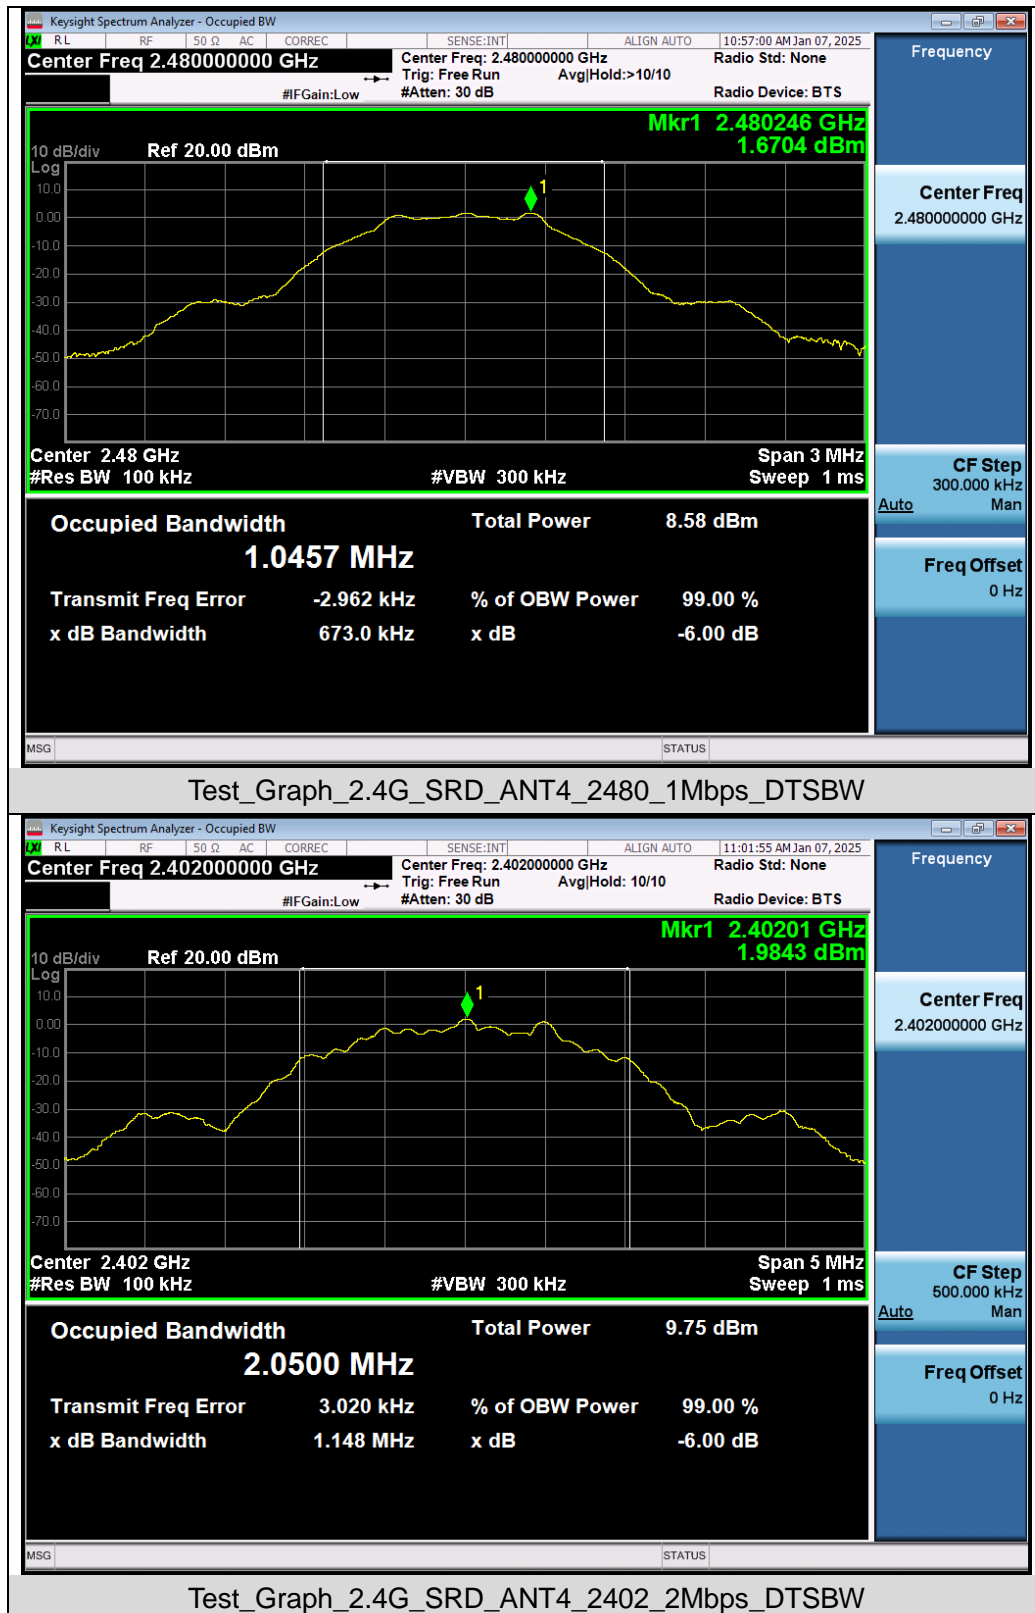 Keysight Spectrum Analyzer - Occupied BW
LXI RL RF 50 Ω AC CORREC SENSE:INT ALIGN AUTO 10:57:00 AM Jan 07, 2025
Center Freq 2.480000000 GHz Center Freq: 2.480000000 GHz Radio Std: None
Trig: Free Run Avg|Hold:>10/10
#IFGain:Low #Atten: 30 dB Radio Device: BTS
Frequency
Mkr1 2.480246 GHz
10 dB/div Ref 20.00 dBm 1.6704 dBm
Log
10.0
0.00
-10.0
-20.0
-30.0
-40.0
-50.0
-60.0
-70.0
1
Center 2.48 GHz Span 3 MHz
#Res BW 100 kHz #VBW 300 kHz Sweep 1 ms
Center Freq
2.480000000 GHz
CF Step
300.000 kHz
Auto Man
Freq Offset
0 Hz
Occupied Bandwidth Total Power 8.58 dBm
1.0457 MHz
Transmit Freq Error -2.962 kHz % of OBW Power 99.00 %
x dB Bandwidth 673.0 kHz x dB -6.00 dB
MSG STATUS
Test_Graph_2.4G_SRD_ANT4_2480_1Mbps_DTSBW
Keysight Spectrum Analyzer - Occupied BW
LXI RL RF 50 Ω AC CORREC SENSE:INT ALIGN AUTO 11:01:55 AM Jan 07, 2025
Center Freq 2.402000000 GHz Center Freq: 2.402000000 GHz Radio Std: None
Trig: Free Run Avg|Hold: 10/10
#IFGain:Low #Atten: 30 dB Radio Device: BTS
Frequency
Mkr1 2.40201 GHz
10 dB/div Ref 20.00 dBm 1.9843 dBm
Log
10.0
0.00
-10.0
-20.0
-30.0
-40.0
-50.0
-60.0
-70.0
1
Center 2.402 GHz Span 5 MHz
#Res BW 100 kHz #VBW 300 kHz Sweep 1 ms
Center Freq
2.402000000 GHz
CF Step
500.000 kHz
Auto Man
Freq Offset
0 Hz
Occupied Bandwidth Total Power 9.75 dBm
2.0500 MHz
Transmit Freq Error 3.020 kHz % of OBW Power 99.00 %
x dB Bandwidth 1.148 MHz x dB -6.00 dB
MSG STATUS
Test_Graph_2.4G_SRD_ANT4_2402_2Mbps_DTSBW